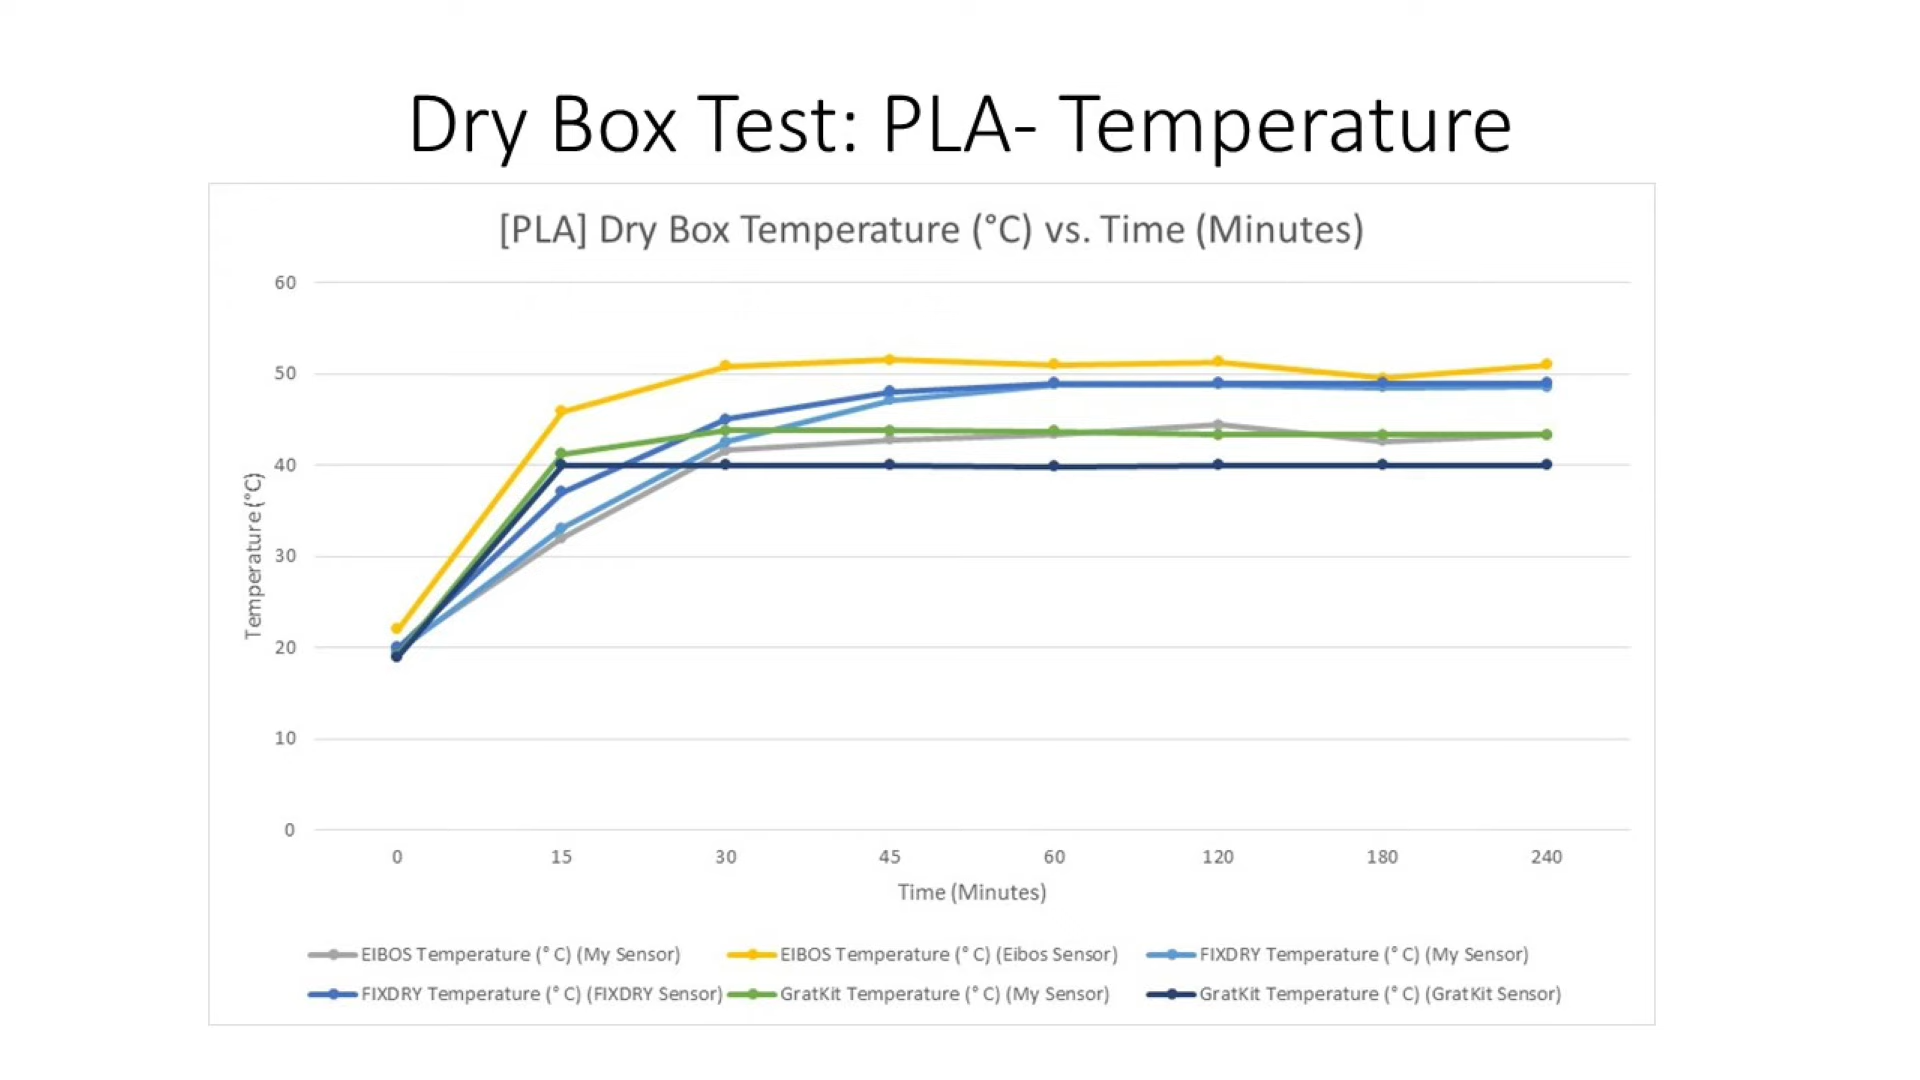 Dry Box Test: PLA- Temperature
[PLA] Dry Box Temperature (°C) vs. Time (Minutes)
60
50
40
30
20
10
0
Temperature (°C)
0 15 30 45 60 120 180 240
Time (Minutes)
EIBOS Temperature (° C) (My Sensor) EIBOS Temperature (° C) (Eibos Sensor) FIXDRY Temperature (° C) (My Sensor)
FIXDRY Temperature (° C) (FIXDRY Sensor) GratKit Temperature (° C) (My Sensor) GratKit Temperature (° C) (GratKit Sensor)